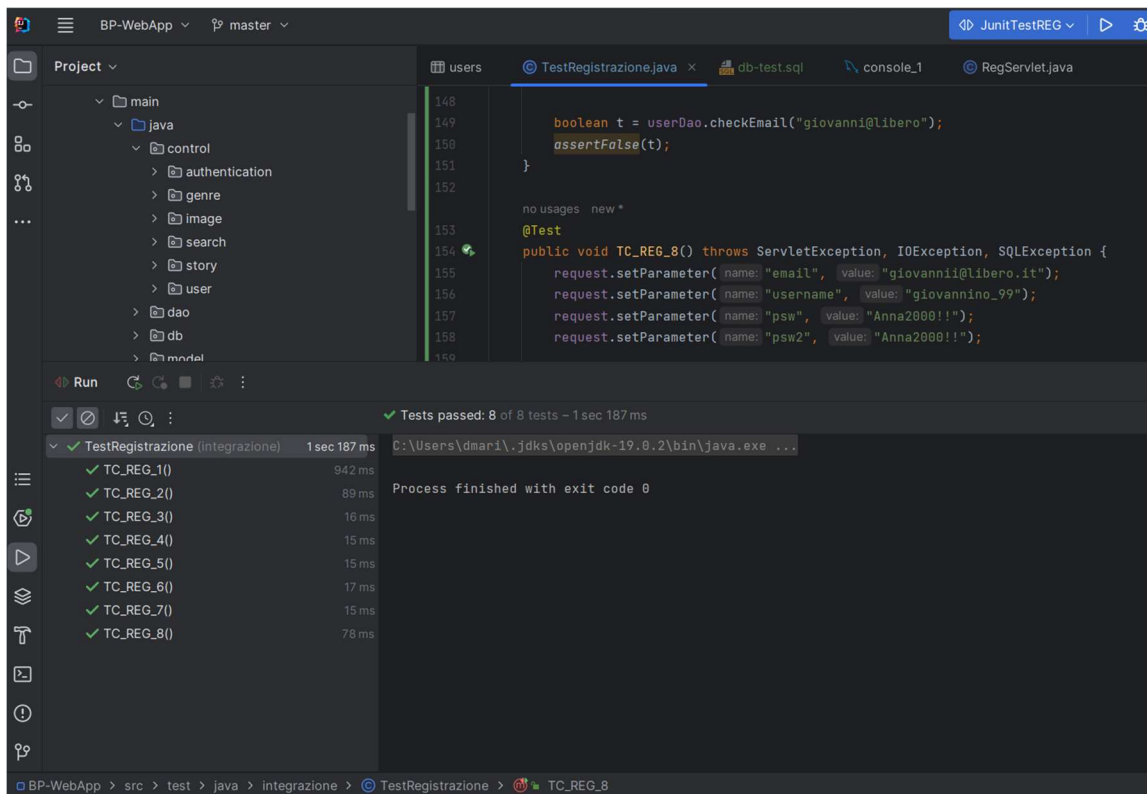 BP-WebApp master JunitTestREG
Project
main
java
control
authentication
genre
image
search
story
user
dao
db
model
users TestRegistrazione.java db-test.sql console_1 RegServlet.java
148
149 boolean t = userDao.checkEmail("giovanni@libero");
150 assertFalse(t);
151 }
152
no usages new *
153 @Test
154 public void TC_REG_8() throws ServletException, IOException, SQLException {
155 request.setParameter( name: "email", value: "giovannii@libero.it");
156 request.setParameter( name: "username", value: "giovannino_99");
157 request.setParameter( name: "psw", value: "Anna2000!!");
158 request.setParameter( name: "psw2", value: "Anna2000!!");
159
Run
Tests passed: 8 of 8 tests – 1 sec 187 ms
TestRegistrazione (integrazione) 1 sec 187 ms
TC_REG_1() 942 ms
TC_REG_2() 89 ms
TC_REG_3() 16 ms
TC_REG_4() 15 ms
TC_REG_5() 15 ms
TC_REG_6() 17 ms
TC_REG_7() 15 ms
TC_REG_8() 78 ms
C:\Users\dmari\.jdks\openjdk-19.0.2\bin\java.exe ...
Process finished with exit code 0
BP-WebApp > src > test > java > integrazione > TestRegistrazione > TC_REG_8